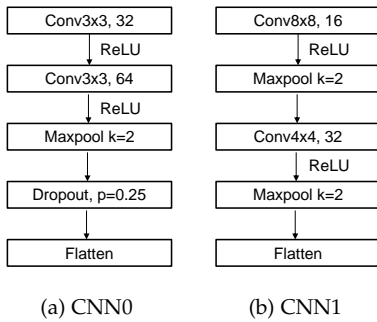 Conv3x3, 32
ReLU
Conv3x3, 64
ReLU
Maxpool k=2
Dropout, p=0.25
Flatten
(a) CNN0
Conv8x8, 16
ReLU
Maxpool k=2
Conv4x4, 32
ReLU
Maxpool k=2
Flatten
(b) CNN1